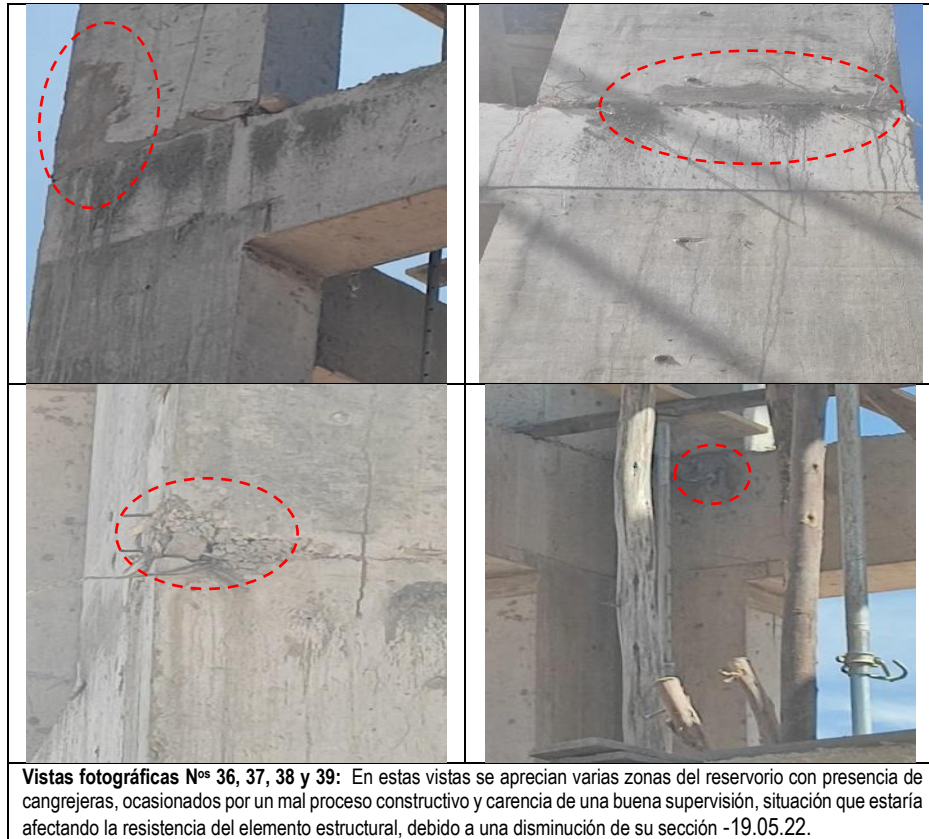 Vistas fotográficas Nos 36, 37, 38 y 39: En estas vistas se aprecian varias zonas del reservorio con presencia de
cangrejeras, ocasionados por un mal proceso constructivo y carencia de una buena supervisión, situación que estaría
afectando la resistencia del elemento estructural, debido a una disminución de su sección -19.05.22.